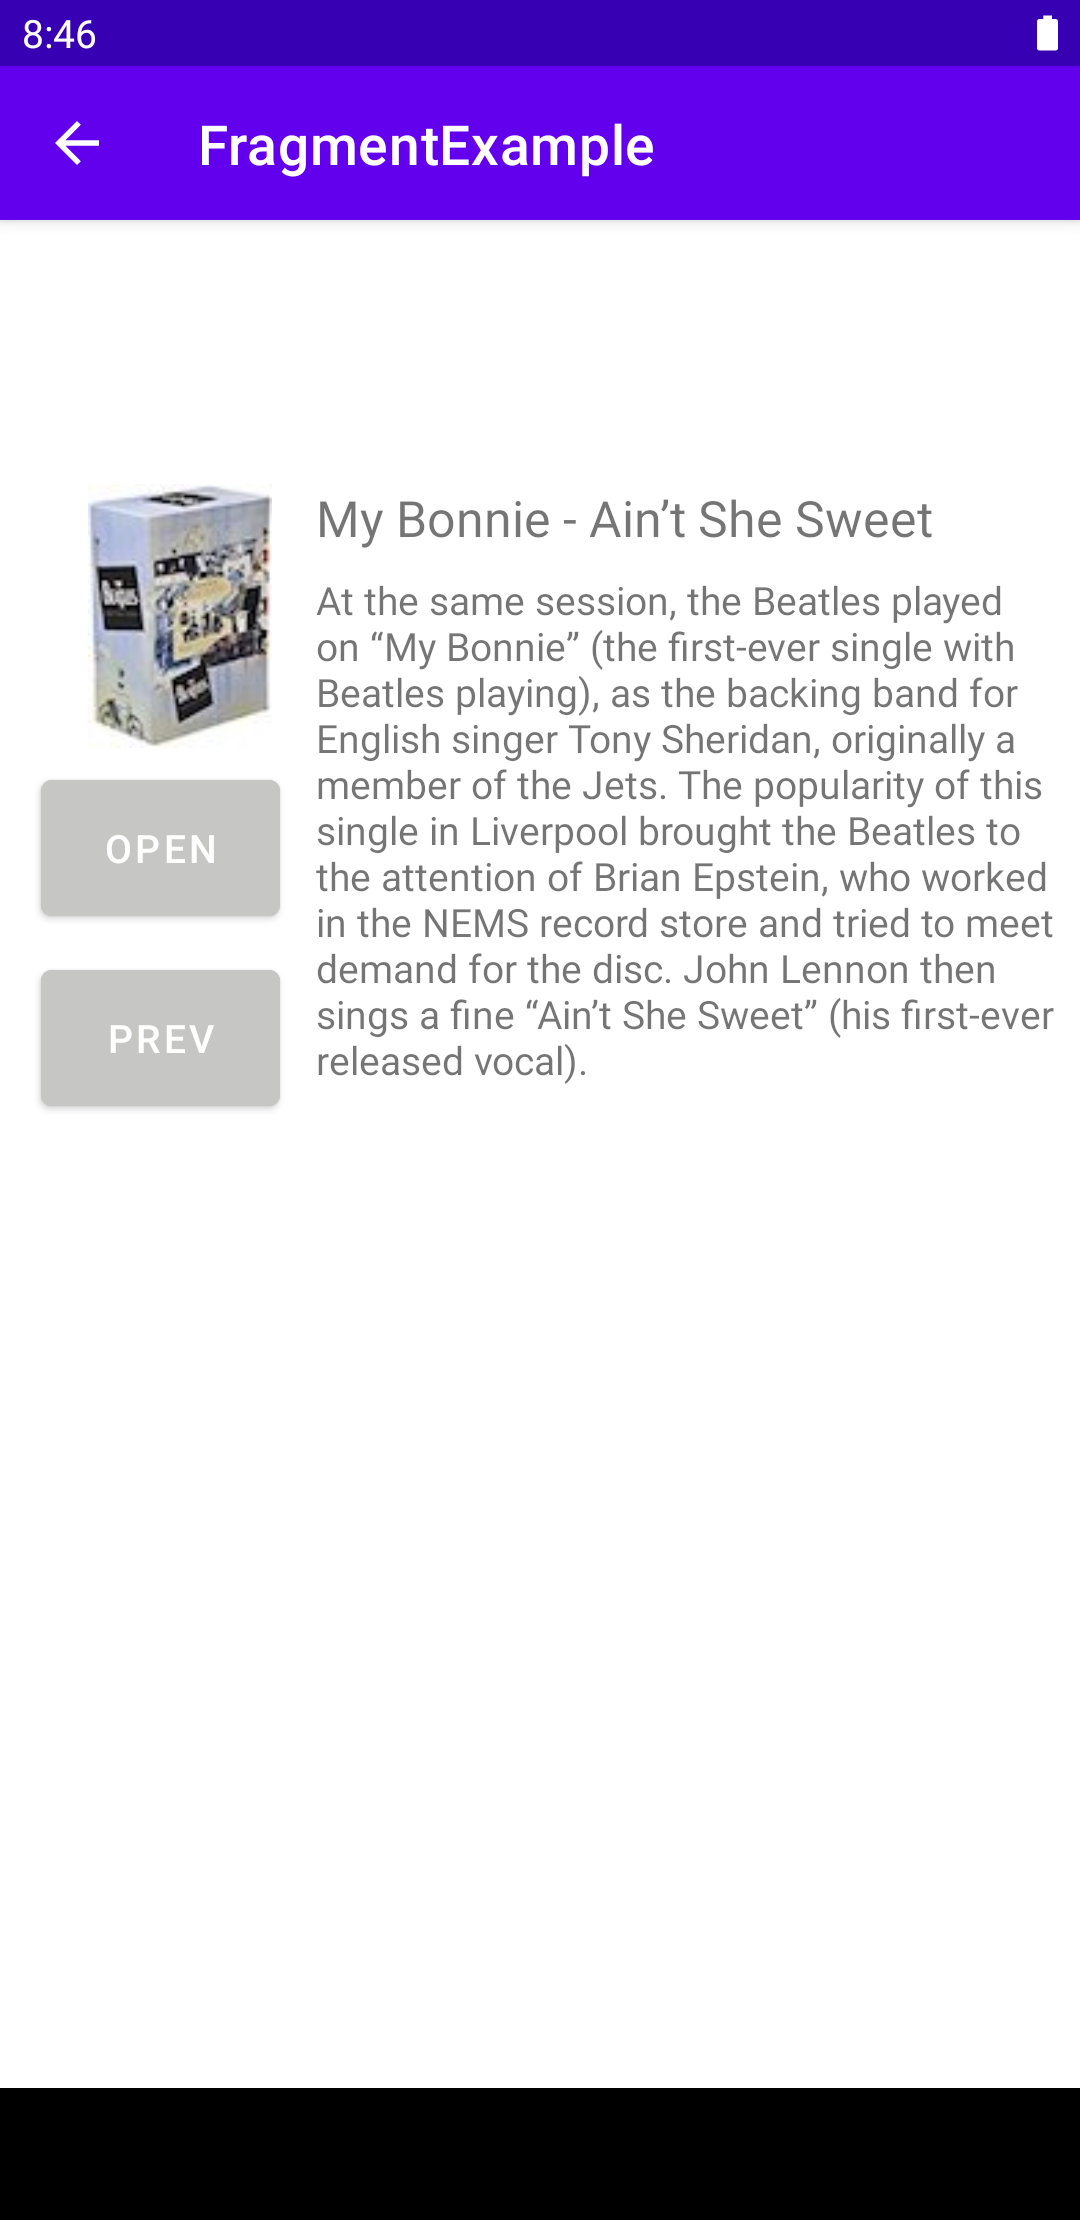 8:46
FragmentExample
My Bonnie - Ain’t She Sweet
At the same session, the Beatles played
on “My Bonnie” (the first-ever single with
Beatles playing), as the backing band for
English singer Tony Sheridan, originally a
member of the Jets. The popularity of this
single in Liverpool brought the Beatles to
the attention of Brian Epstein, who worked
in the NEMS record store and tried to meet
demand for the disc. John Lennon then
sings a fine “Ain’t She Sweet” (his first-ever
released vocal).
OPEN
PREV